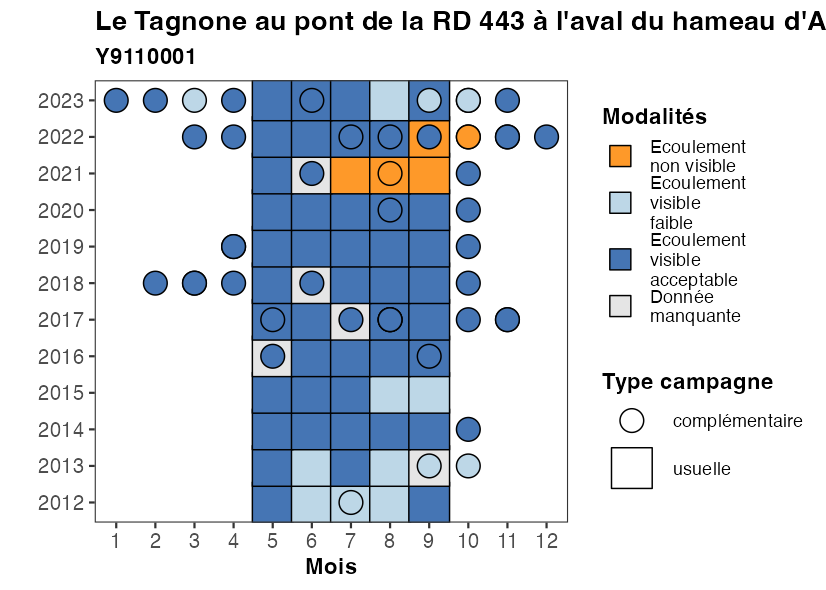 Le Tagnone au pont de la RD 443 à l'aval du hameau d'A
Y9110001
2023
2022
2021
2020
2019
2018
2017
2016
2015
2014
2013
2012
1 2 3 4 5 6 7 8 9 10 11 12
Mois
Modalités
Ecoulement
non visible
Ecoulement
visible
faible
Ecoulement
visible
acceptable
Donnée
manquante
Type campagne
complémentaire
usuelle